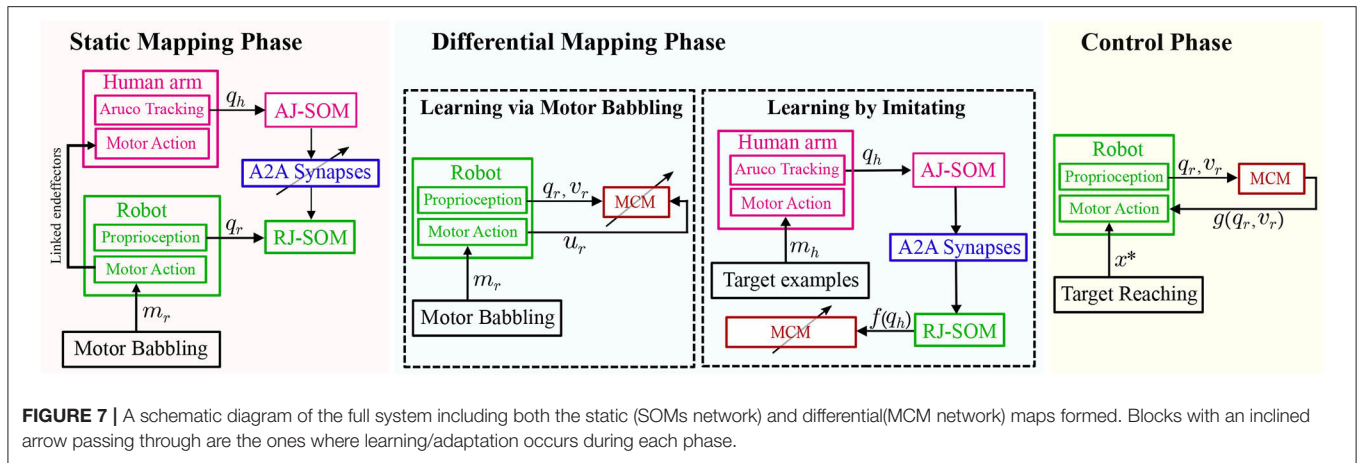 Static Mapping Phase
Human arm
Aruco Tracking
Motor Action
q_h
AJ-SOM
A2A Synapses
Linked endeffectors
Robot
Proprioception
Motor Action
q_r
RJ-SOM
m_r
Motor Babbling
Differential Mapping Phase
Learning via Motor Babbling
Robot
Proprioception
Motor Action
q_r, v_r
MCM
u_r
m_r
Motor Babbling
Learning by Imitating
Human arm
Aruco Tracking
Motor Action
q_h
AJ-SOM
m_h
A2A Synapses
Target examples
MCM
f(q_h)
RJ-SOM
Control Phase
Robot
Proprioception
Motor Action
q_r, v_r
MCM
g(q_r, v_r)
x*
Target Reaching
FIGURE 7 | A schematic diagram of the full system including both the static (SOMs network) and differential(MCM network) maps formed. Blocks with an inclined
arrow passing through are the ones where learning/adaptation occurs during each phase.